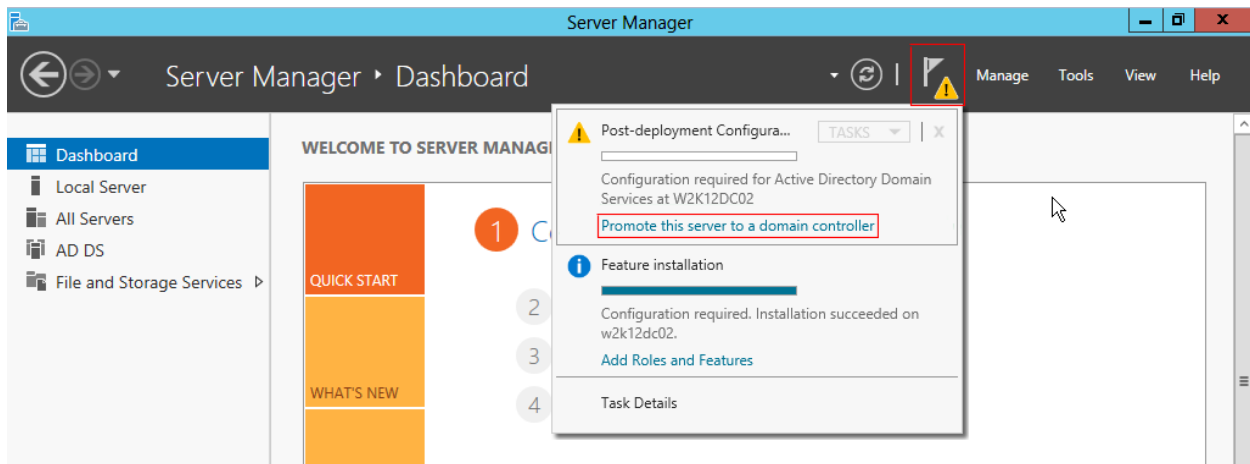 Server Manager
Server Manager • Dashboard
Manage Tools View Help
Dashboard
Local Server
All Servers
AD DS
File and Storage Services
WELCOME TO SERVER MANAG
QUICK START
WHAT'S NEW
1 Co
2
3
4
Post-deployment Configura...
TASKS
X
Configuration required for Active Directory Domain
Services at W2K12DC02
Promote this server to a domain controller
Feature installation
Configuration required. Installation succeeded on
w2k12dc02.
Add Roles and Features
Task Details